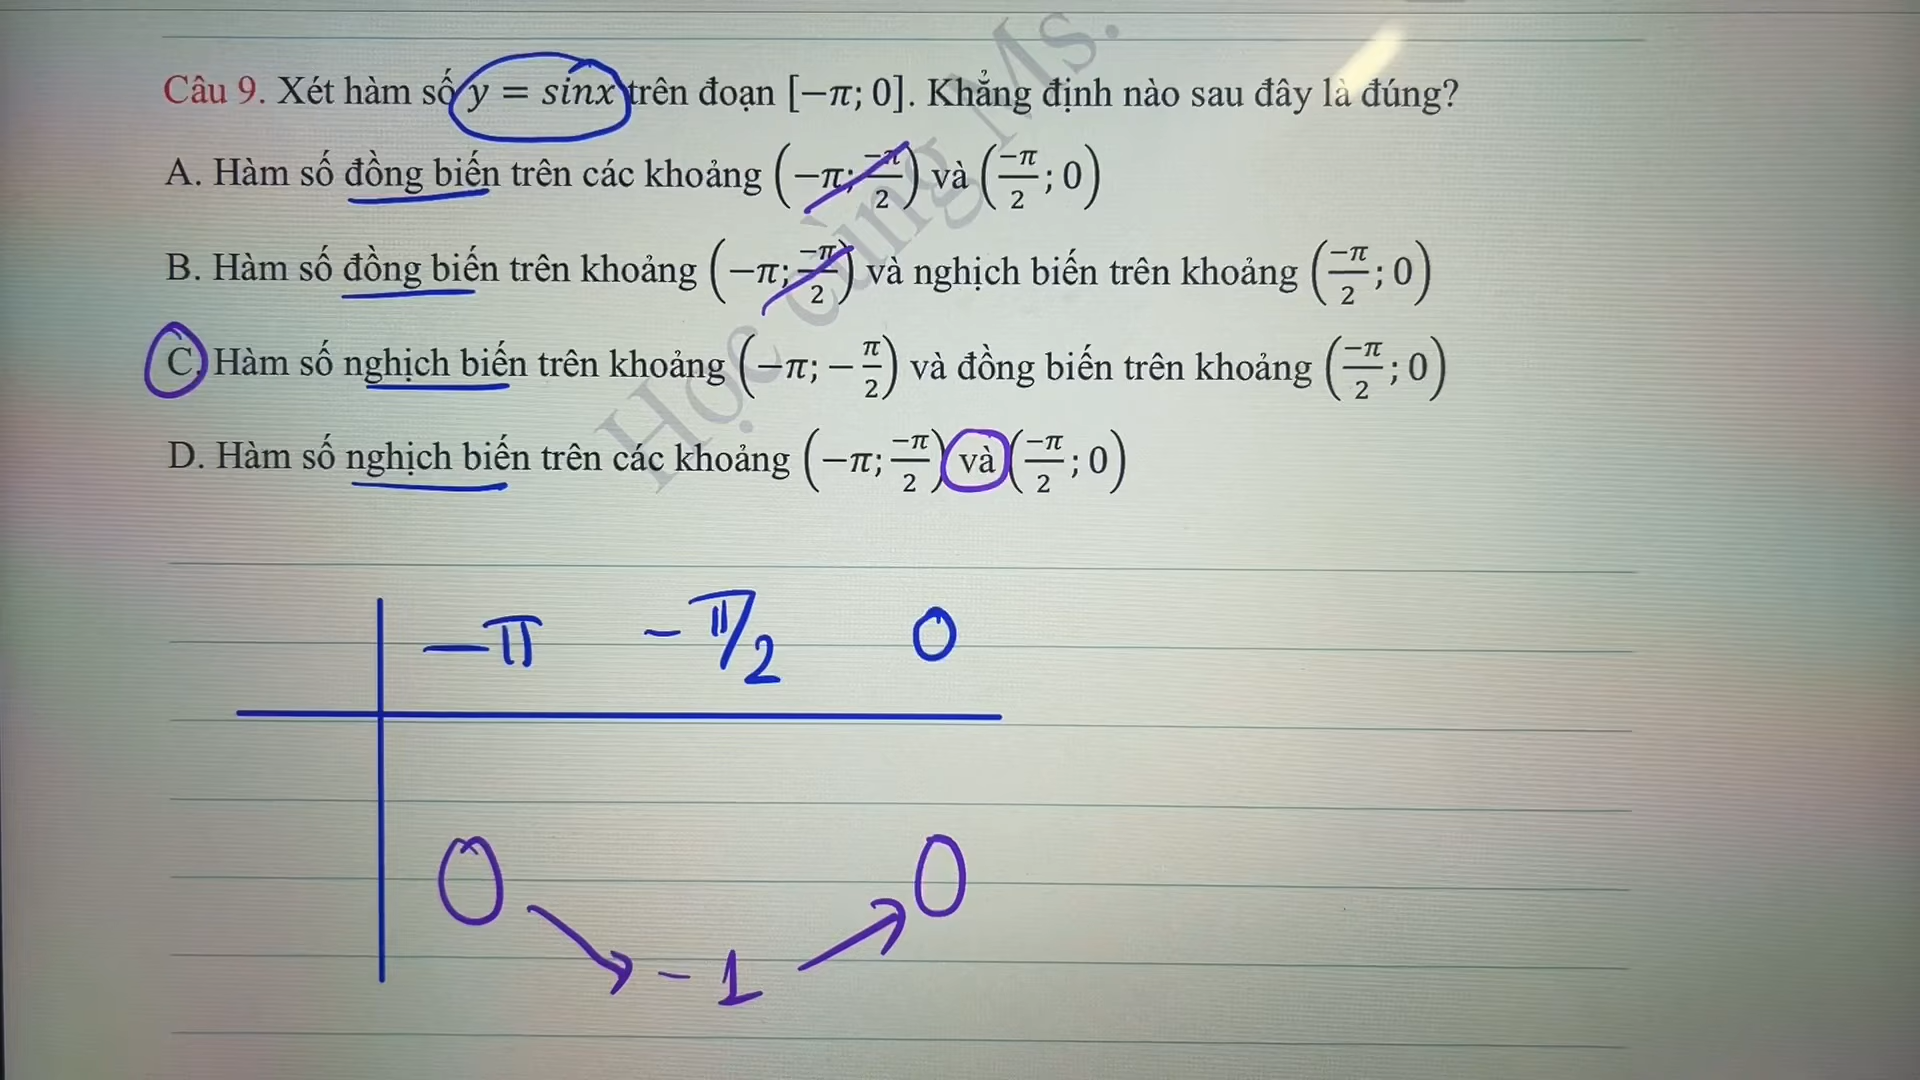 Câu 9. Xét hàm số y = sinx trên đoạn [−π; 0]. Khẳng định nào sau đây là đúng?
A. Hàm số đồng biến trên các khoảng (−π; −π/2) và (−π/2; 0)
B. Hàm số đồng biến trên khoảng (−π; −π/2) và nghịch biến trên khoảng (−π/2; 0)
C. Hàm số nghịch biến trên khoảng (−π; −π/2) và đồng biến trên khoảng (−π/2; 0)
D. Hàm số nghịch biến trên các khoảng (−π; −π/2) và (−π/2; 0)
Học cùng Ms.
−π −π/2 0
0 0
−1